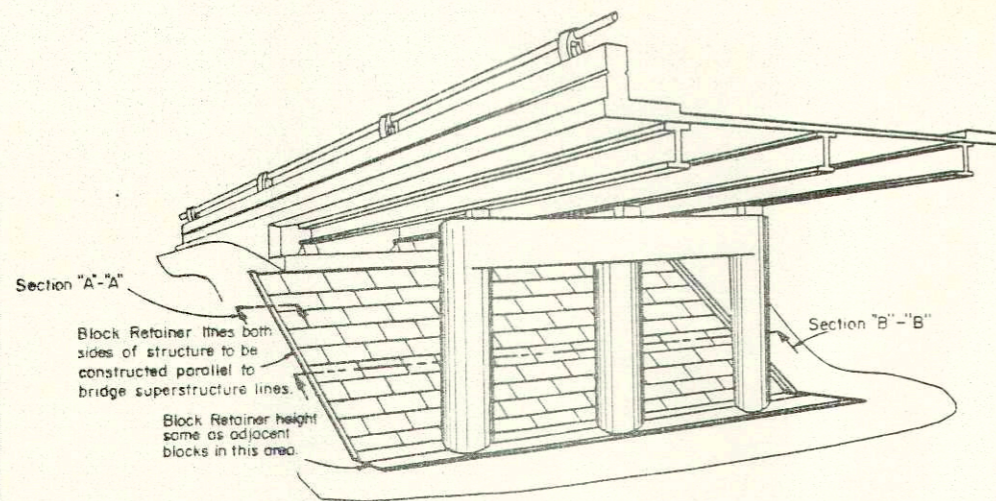 Section "A"-"A"
Block Retainer lines both
sides of structure to be
constructed parallel to
bridge superstructure lines.
Block Retainer height
same as adjacent
blocks in this area.
Section "B"-"B"